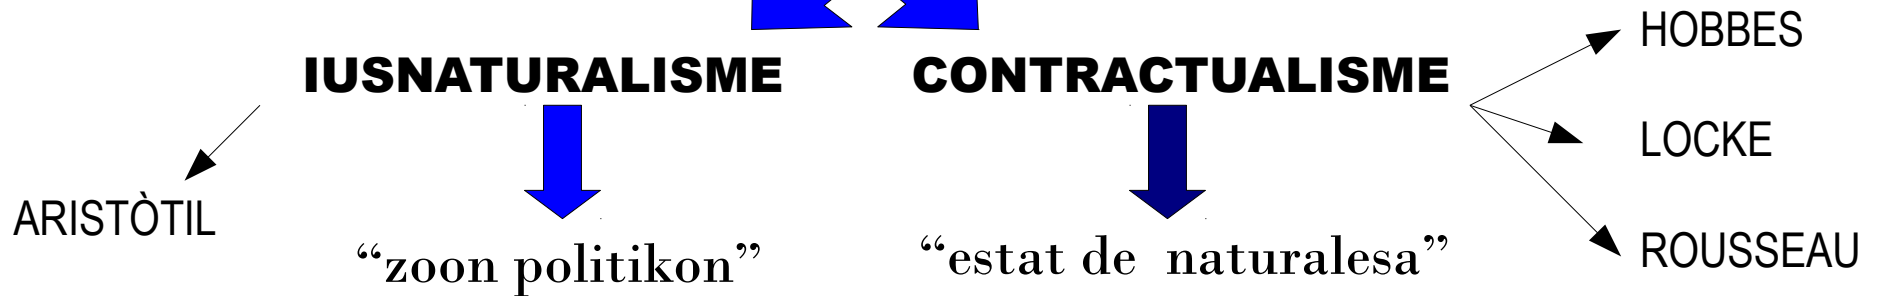 HOBBES
IUSNATURALISME
CONTRACTUALISME
LOCKE
ARISTÒTIL
ROUSSEAU
“zoon politikon”
“estat de naturalesa”